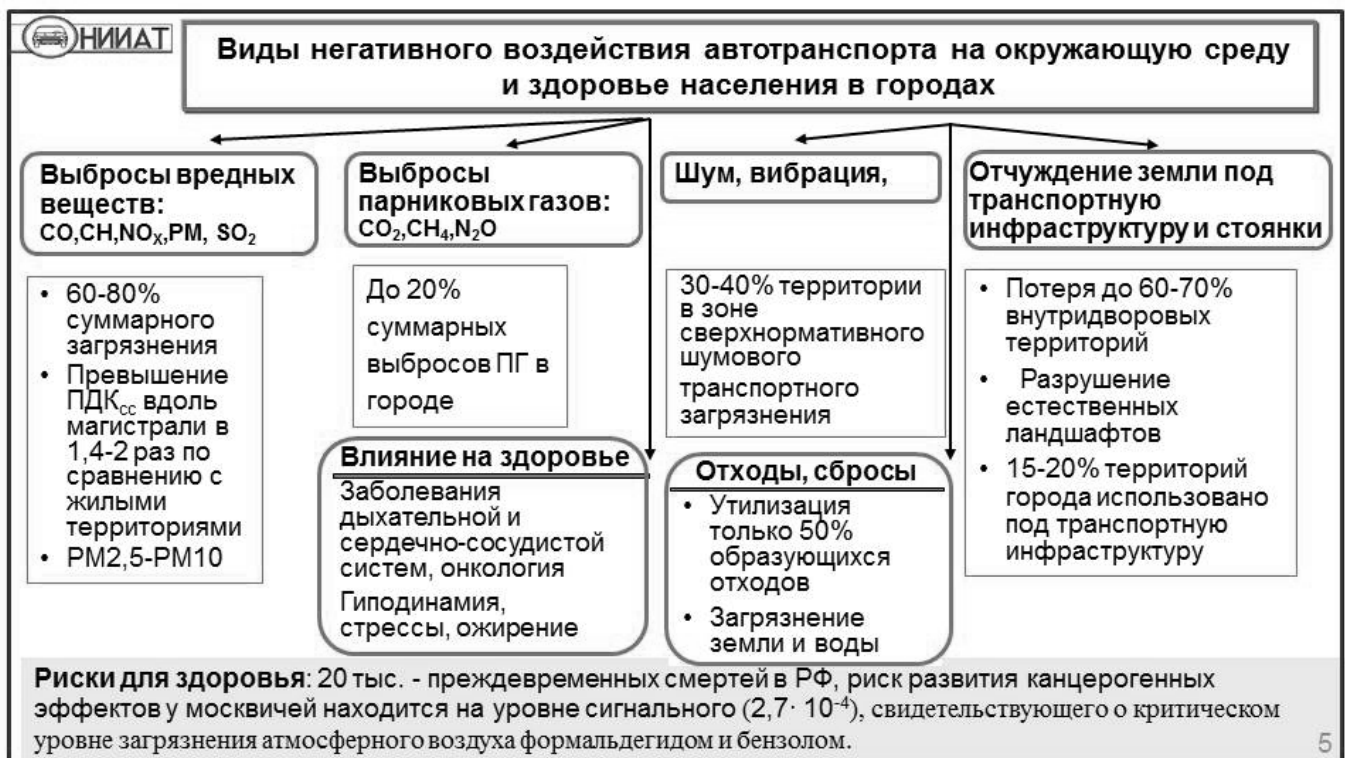 НИИАТ
Виды негативного воздействия автотранспорта на окружающую среду
и здоровье населения в городах
Выбросы вредных
веществ:
CO,CH,NOX,PM, SO2
• 60-80%
суммарного
загрязнения
• Превышение
ПДКсс вдоль
магистрали в
1,4-2 раз по
сравнению с
жилыми
территориями
• PM2,5-PM10
Выбросы
парниковых газов:
CO2,CH4,N2O
До 20%
суммарных
выбросов ПГ в
городе
Влияние на здоровье
Заболевания
дыхательной и
сердечно-сосудистой
систем, онкология
Гиподинамия,
стрессы, ожирение
Шум, вибрация,
30-40% территории
в зоне
сверхнормативного
шумового
транспортного
загрязнения
Отходы, сбросы
• Утилизация
только 50%
образующихся
отходов
• Загрязнение
земли и воды
Отчуждение земли под
транспортную
инфраструктуру и стоянки
• Потеря до 60-70%
внутридворовых
территорий
• Разрушение
естественных
ландшафтов
• 15-20% территорий
города использовано
под транспортную
инфраструктуру
Риски для здоровья: 20 тыс. - преждевременных смертей в РФ, риск развития канцерогенных
эффектов у москвичей находится на уровне сигнального (2,7· 10-4), свидетельствующего о критическом
уровне загрязнения атмосферного воздуха формальдегидом и бензолом.
5